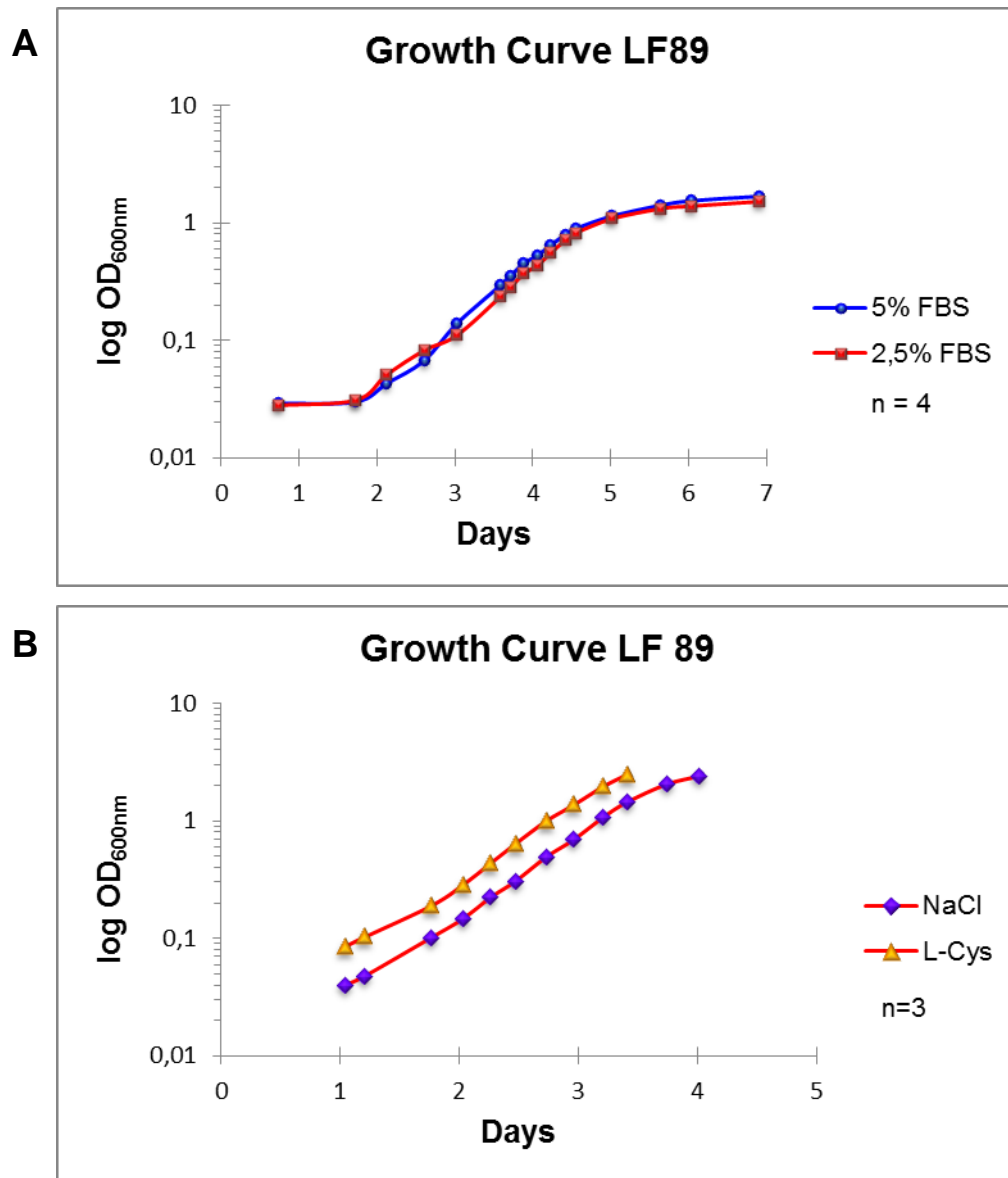 A
Growth Curve LF89
10
1
0,1
0,01
log OD600nm
0 1 2 3 4 5 6 7
Days
5% FBS
2,5% FBS
n = 4
B
Growth Curve LF 89
10
1
0,1
0,01
log OD600nm
0 1 2 3 4 5
Days
NaCl
L-Cys
n=3